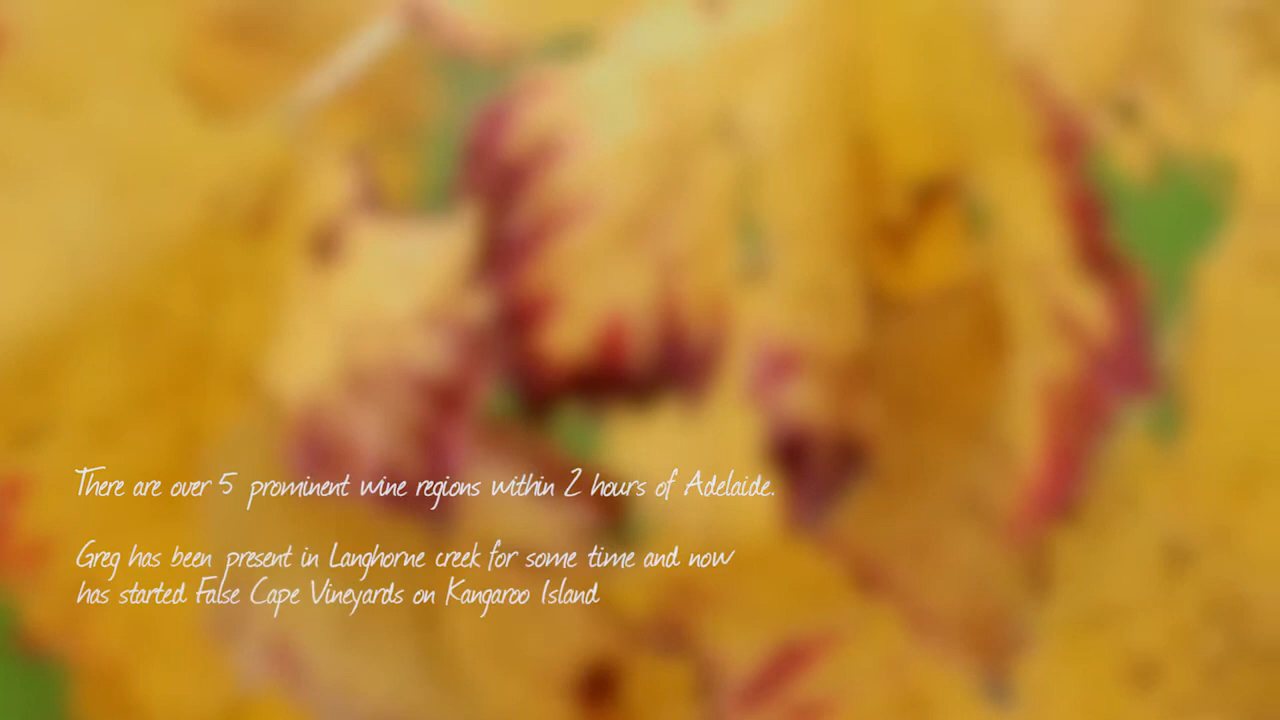 There are over 5 prominent wine regions within 2 hours of Adelaide.
Greg has been present in Langhorne creek for some time and now
has started False Cape Vineyards on Kangaroo Island